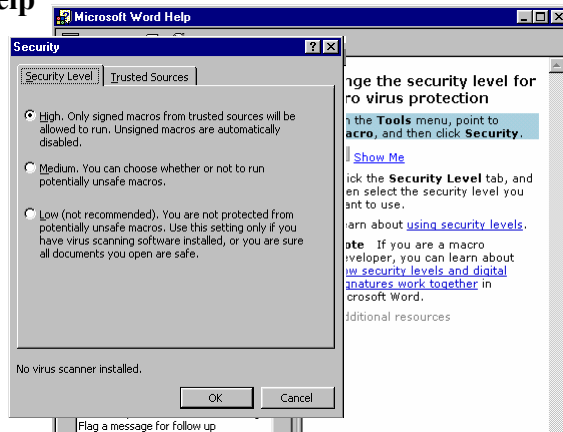 elp
Microsoft Word Help
Security
Security Level
Trusted Sources
High. Only signed macros from trusted sources will be
allowed to run. Unsigned macros are automatically
disabled.
Medium. You can choose whether or not to run
potentially unsafe macros.
Low (not recommended). You are not protected from
potentially unsafe macros. Use this setting only if you
have virus scanning software installed, or you are sure
all documents you open are safe.
No virus scanner installed.
OK
Cancel
nge the security level for
ro virus protection
the Tools menu, point to
acro, and then click Security.
Show Me
ick the Security Level tab, and
en select the security level you
ant to use.
arn about using security levels.
ote If you are a macro
eveloper, you can learn about
ow security levels and digital
gnatures work together in
crosoft Word.
dditional resources
Flag a message for follow up